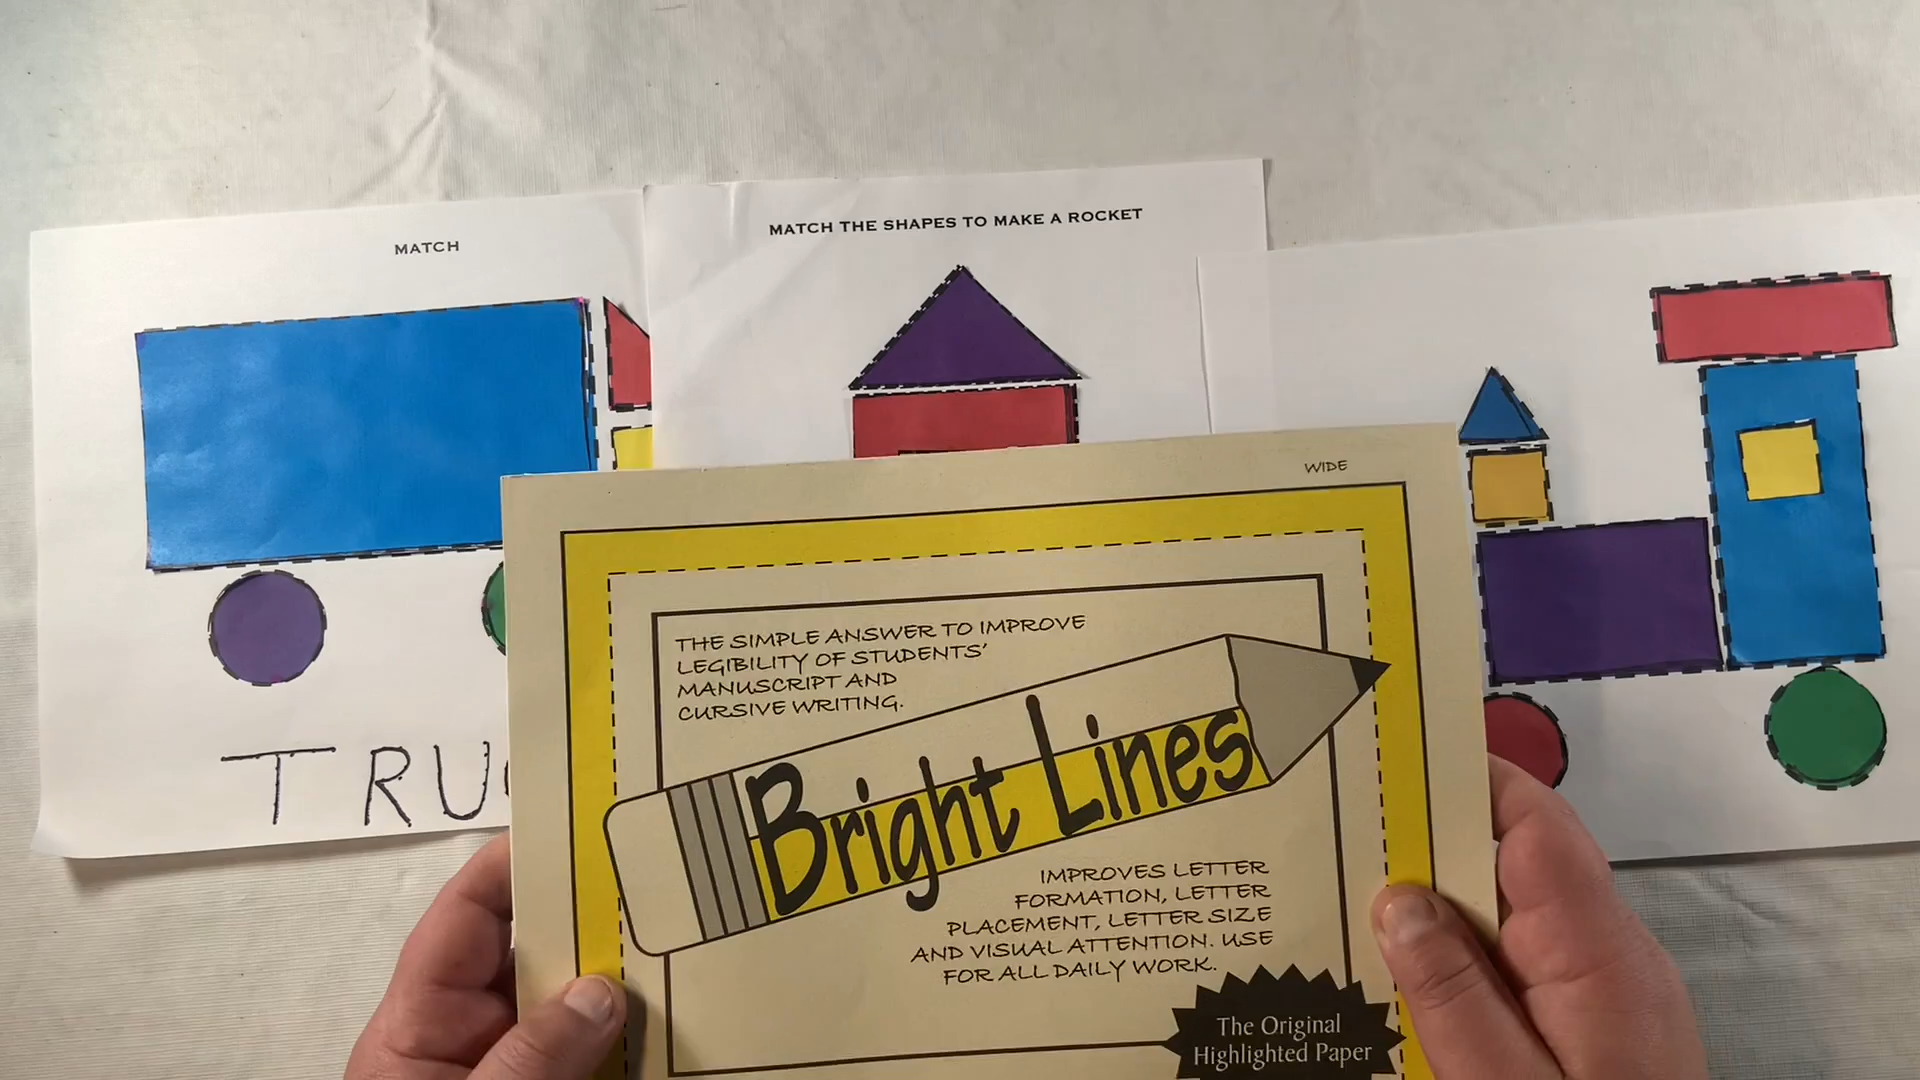 MATCH
MATCH THE SHAPES TO MAKE A ROCKET
TRU
WIDE
THE SIMPLE ANSWER TO IMPROVE
LEGIBILITY OF STUDENTS'
MANUSCRIPT AND
CURSIVE WRITING.
Bright Lines
IMPROVES LETTER
FORMATION, LETTER
PLACEMENT, LETTER SIZE
AND VISUAL ATTENTION. USE
FOR ALL DAILY WORK.
The Original
Highlighted Paper